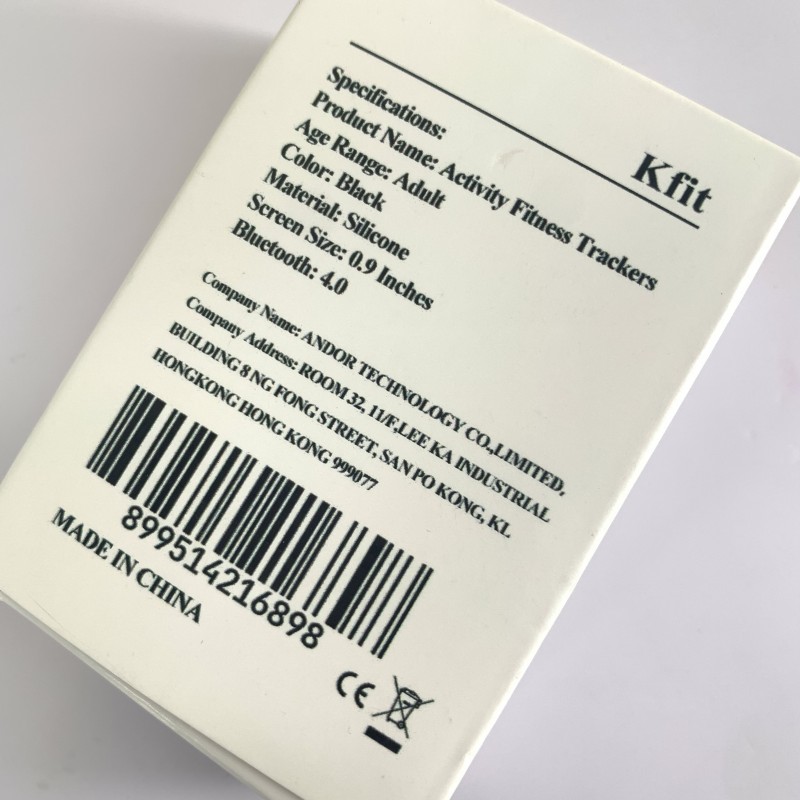 Kfit
Specifications:
Product Name: Activity Fitness Trackers
Age Range: Adult
Color: Black
Material: Silicone
Screen Size: 0.9 Inches
Bluetooth: 4.0
Company Name: ANDOR TECHNOLOGY CO.,LIMITED,
Company Address: ROOM 32, 11/F,LEE KA INDUSTRIAL
BUILDING 8 NG FONG STREET, SAN PO KONG, KL
HONGKONG HONG KONG 999077
899514216898
MADE IN CHINA
CE